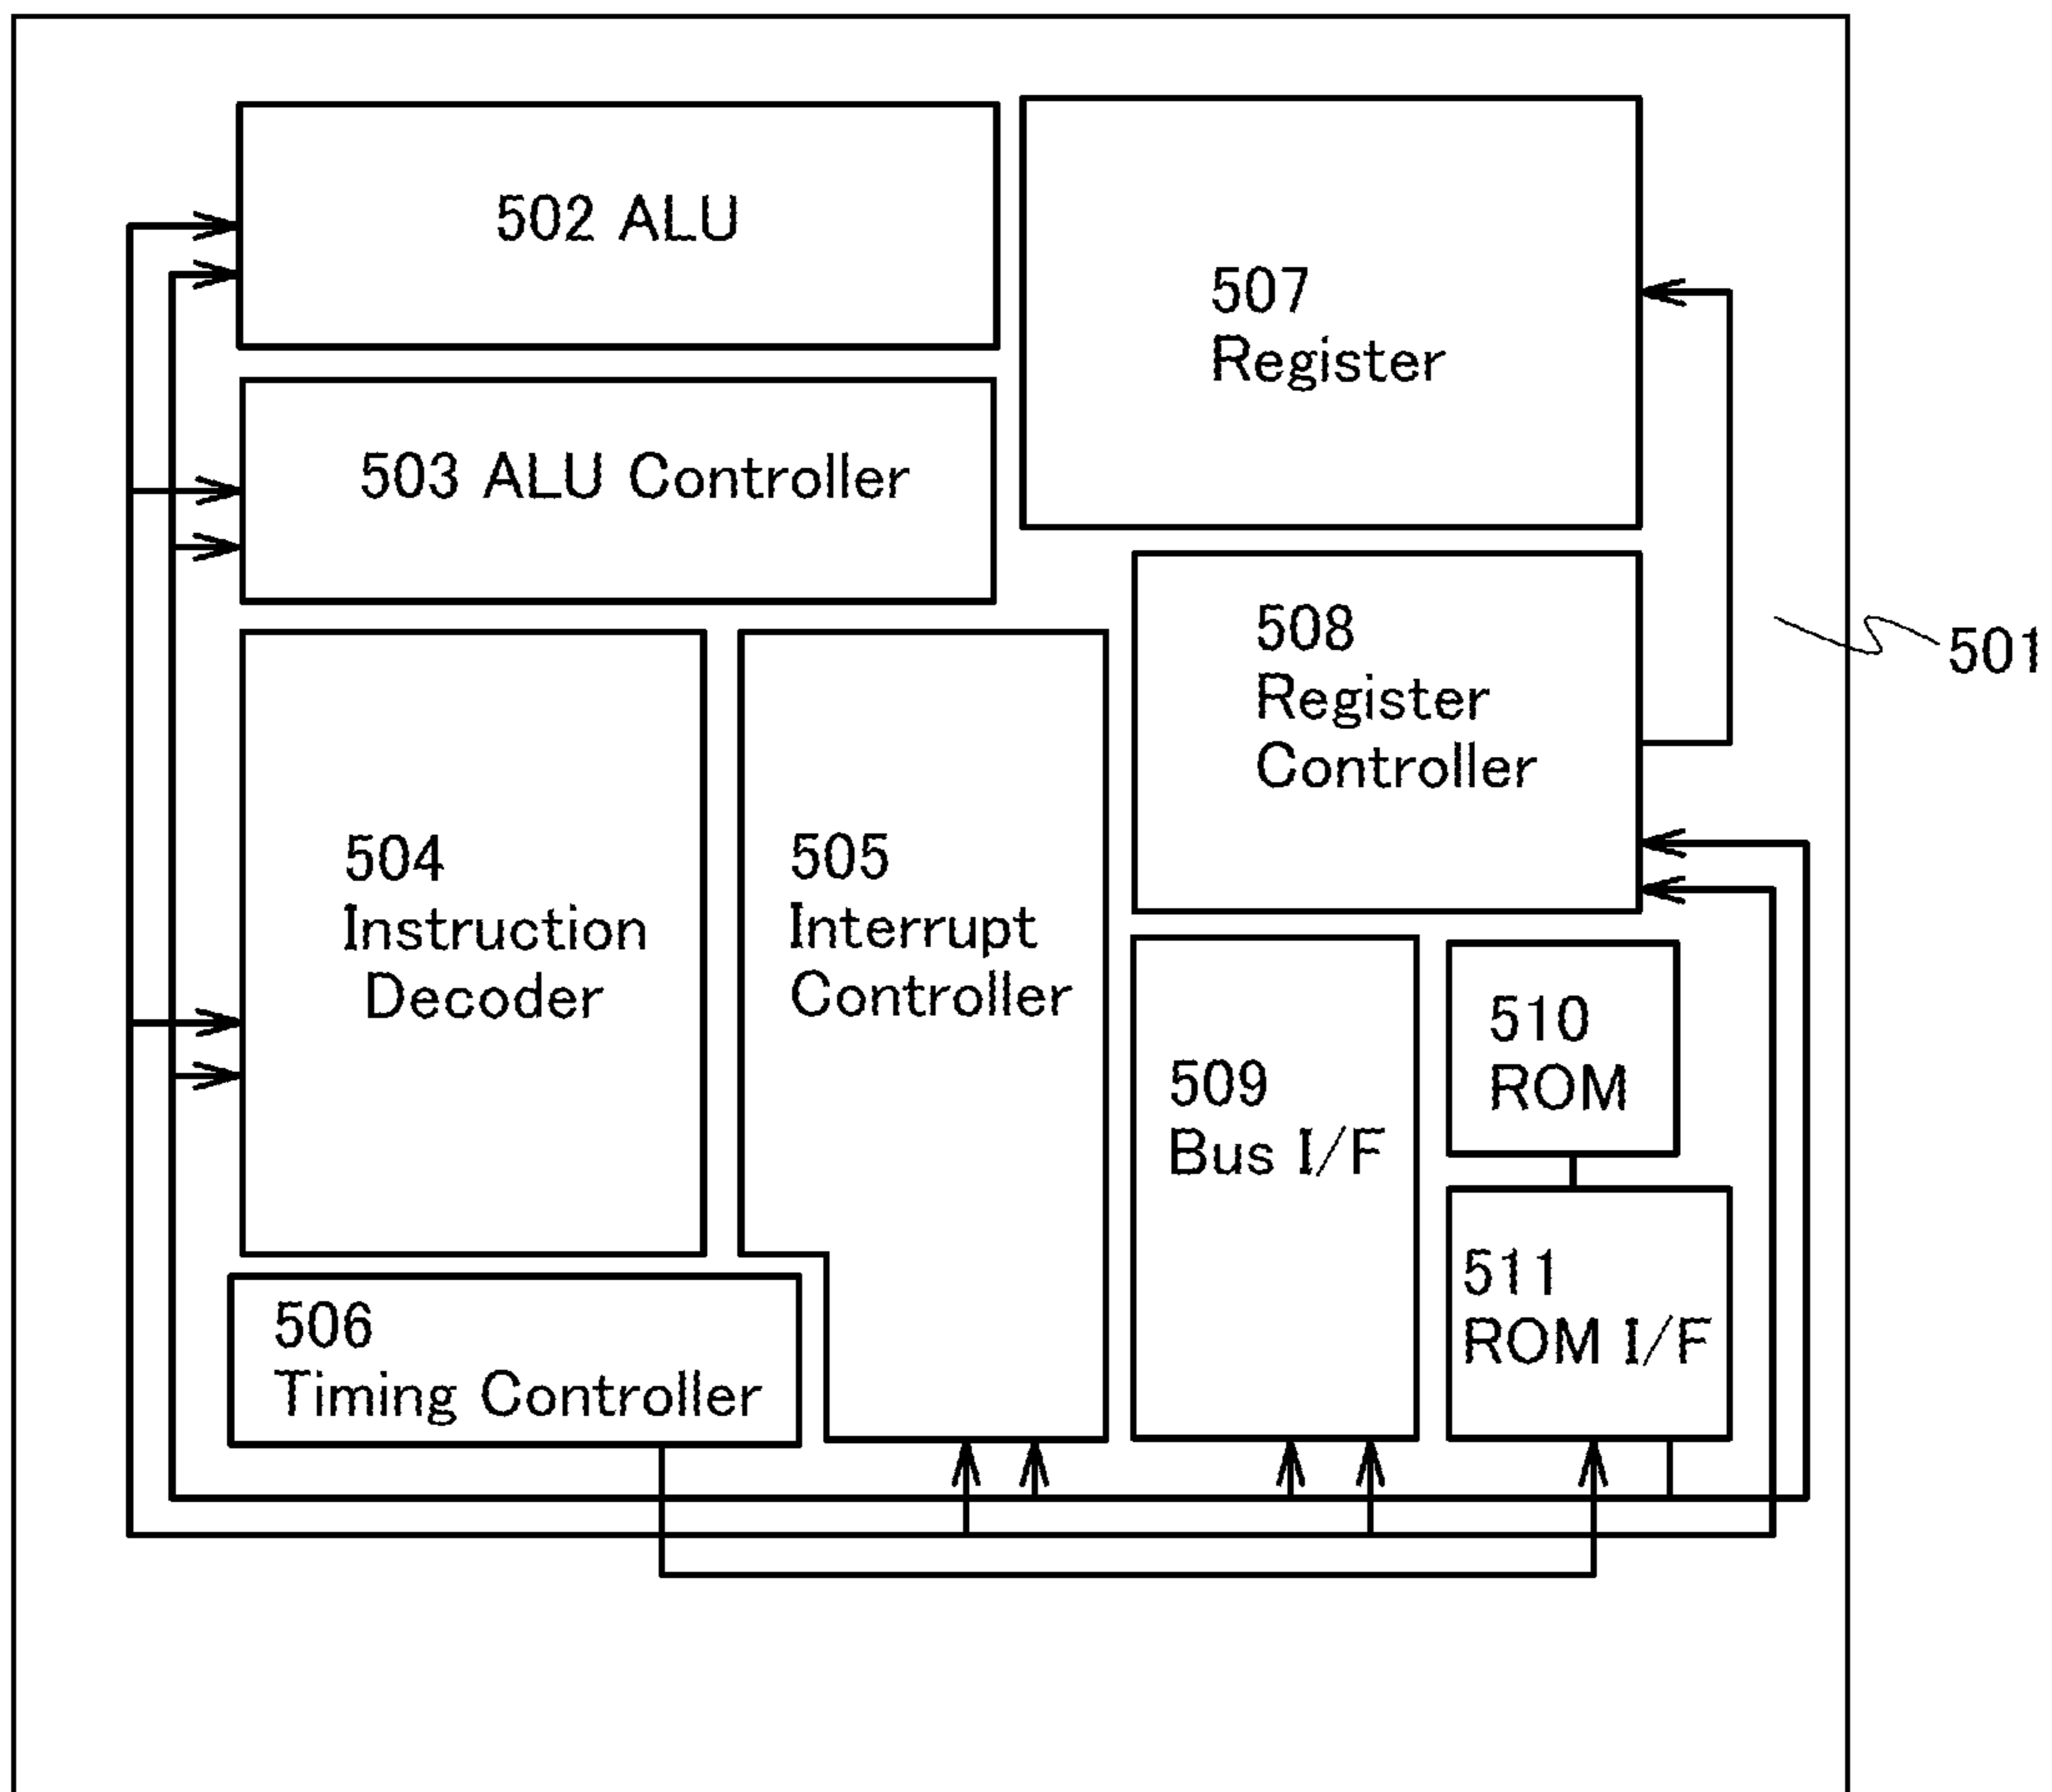 502 ALU
507
Register
503 ALU Controller
508
Register
Controller
501
504
Instruction
Decoder
505
Interrupt
Controller
509
Bus I/F
510
ROM
511
ROM I/F
506
Timing Controller